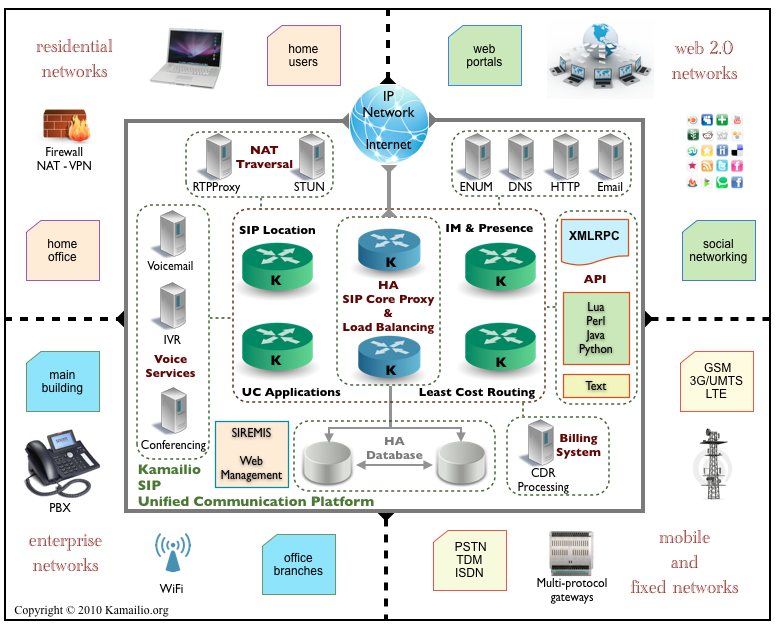 residential
networks
home
users
web
portals
web 2.0
networks
IP
Network
Internet
Firewall
NAT - VPN
NAT
Traversal
RTPProxy
STUN
ENUM
DNS
HTTP
Email
home
office
social
networking
Voicemail
IVR
Voice
Services
Conferencing
SIP Location
K
UC Applications
K
K
HA
SIP Core Proxy
&
Load Balancing
K
IM & Presence
K
Least Cost Routing
K
XMLRPC
API
Lua
Perl
Java
Python
Text
main
building
GSM
3G/UMTS
LTE
SIREMIS
Web
Management
HA
Database
Billing
System
CDR
Processing
Kamailio
SIP
Unified Communication Platform
PBX
enterprise
networks
WiFi
office
branches
PSTN
TDM
ISDN
Multi-protocol
gateways
mobile
and
fixed networks
Copyright © 2010 Kamailio.org